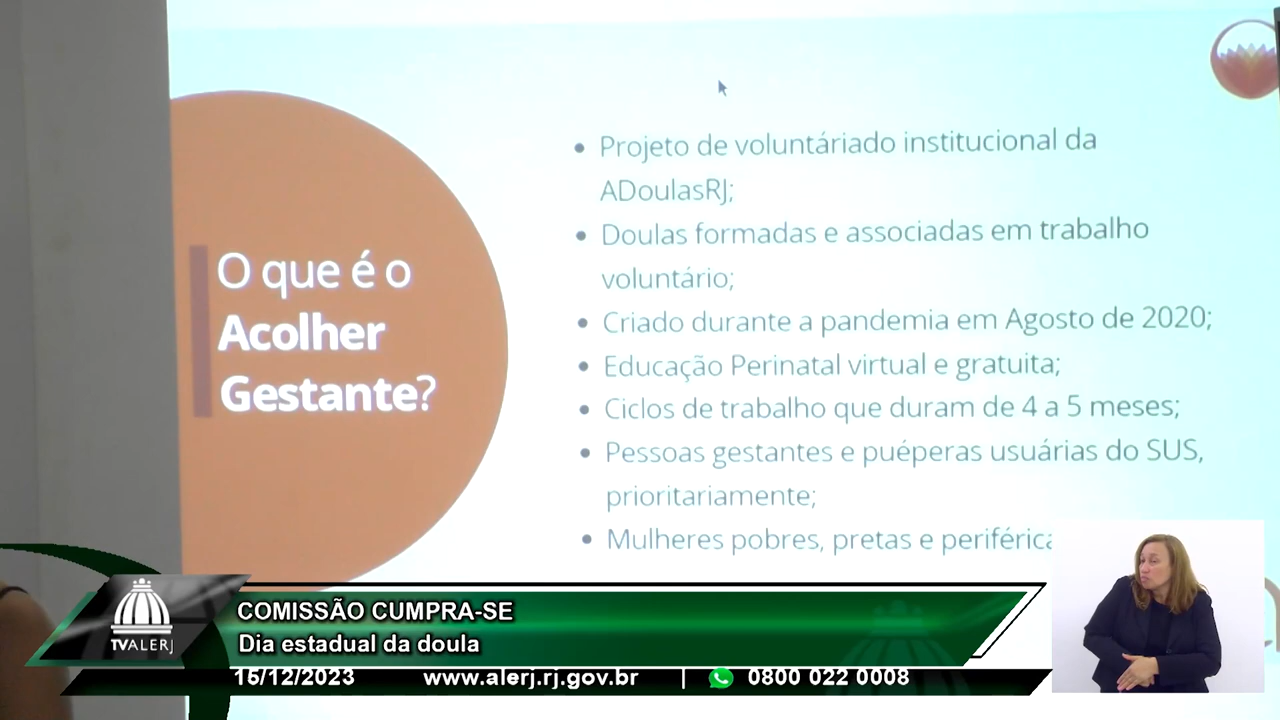 O que é o
Acolher
Gestante?
Projeto de voluntáriado institucional da
ADoulasRJ;
Doulas formadas e associadas em trabalho
voluntário;
Criado durante a pandemia em Agosto de 2020;
Educação Perinatal virtual e gratuita;
Ciclos de trabalho que duram de 4 a 5 meses;
Pessoas gestantes e puéperas usuárias do SUS,
prioritariamente;
Mulheres pobres, pretas e
TVALERJ
COMISSÃO CUMPRA-SE
Dia estadual da doula
15/12/2023 www.alerj.rj.gov.br | 0800 022 0008